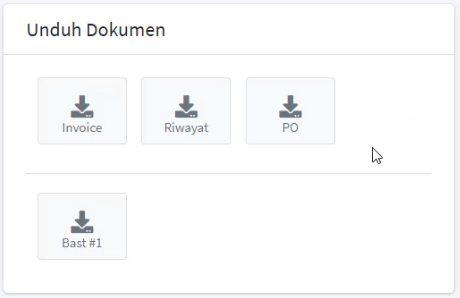 Unduh Dokumen
Invoice
Riwayat
PO
Bast #1